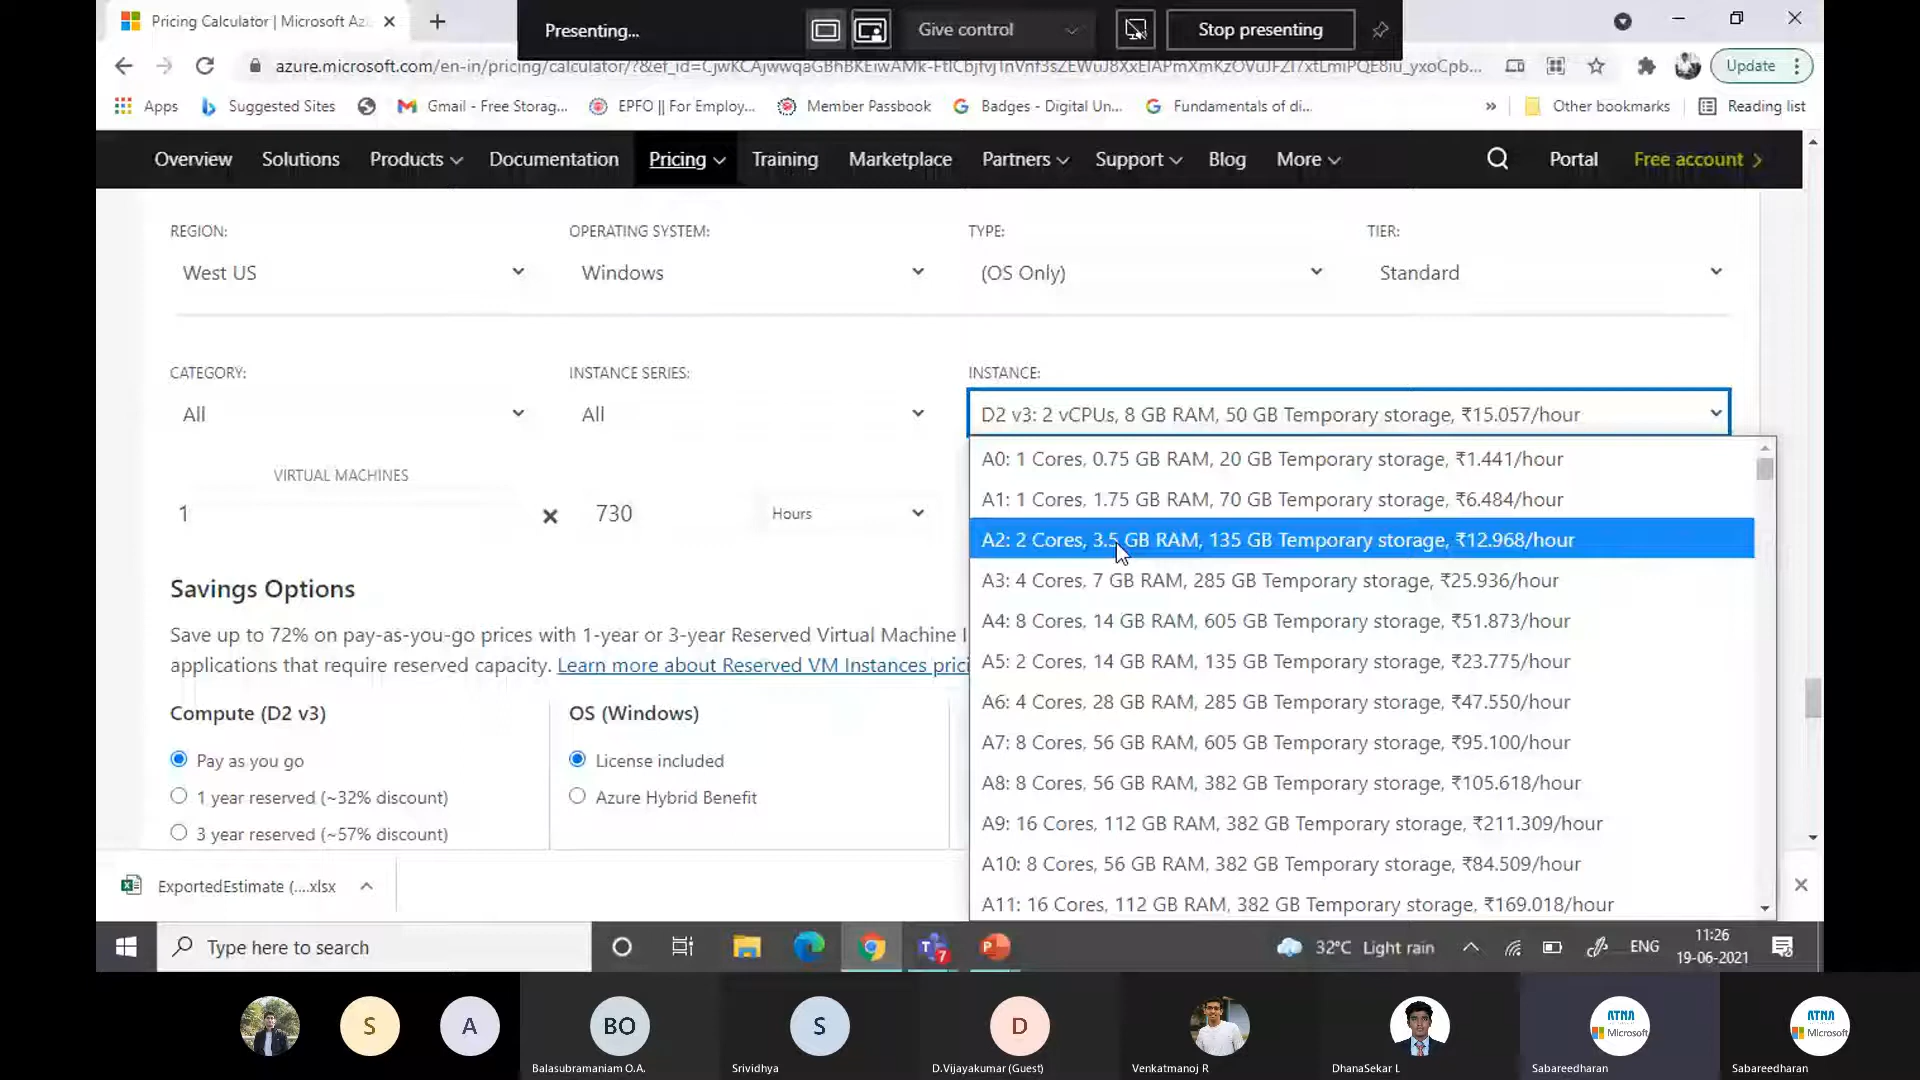 Pricing Calculator | Microsoft Az
Presenting...
Give control
Stop presenting
azure.microsoft.com/en-in/pricing/calculator/?&ef_id=
Update
Apps
Suggested Sites
Gmail - Free Storag...
EPFO || For Employ...
Member Passbook
Badges - Digital Un...
Fundamentals of di...
»
Other bookmarks
Reading list
Overview
Solutions
Products
Documentation
Pricing
Training
Marketplace
Partners
Support
Blog
More
Portal
Free account
REGION:
OPERATING SYSTEM:
TYPE:
TIER:
West US
Windows
(OS Only)
Standard
CATEGORY:
INSTANCE SERIES:
INSTANCE:
All
All
D2 v3: 2 vCPUs, 8 GB RAM, 50 GB Temporary storage, ₹15.057/hour
A0: 1 Cores, 0.75 GB RAM, 20 GB Temporary storage, ₹1.441/hour
A1: 1 Cores, 1.75 GB RAM, 70 GB Temporary storage, ₹6.484/hour
A2: 2 Cores, 3.5 GB RAM, 135 GB Temporary storage, ₹12.968/hour
A3: 4 Cores, 7 GB RAM, 285 GB Temporary storage, ₹25.936/hour
A4: 8 Cores, 14 GB RAM, 605 GB Temporary storage, ₹51.873/hour
A5: 2 Cores, 14 GB RAM, 135 GB Temporary storage, ₹23.775/hour
A6: 4 Cores, 28 GB RAM, 285 GB Temporary storage, ₹47.550/hour
A7: 8 Cores, 56 GB RAM, 605 GB Temporary storage, ₹95.100/hour
A8: 8 Cores, 56 GB RAM, 382 GB Temporary storage, ₹105.618/hour
A9: 16 Cores, 112 GB RAM, 382 GB Temporary storage, ₹211.309/hour
A10: 8 Cores, 56 GB RAM, 382 GB Temporary storage, ₹84.509/hour
A11: 16 Cores, 112 GB RAM, 382 GB Temporary storage, ₹169.018/hour
VIRTUAL MACHINES
1
730
Hours
Savings Options
Save up to 72% on pay-as-you-go prices with 1-year or 3-year Reserved Virtual Machine I
applications that require reserved capacity. Learn more about Reserved VM Instances prici
Compute (D2 v3)
OS (Windows)
Pay as you go
License included
1 year reserved (~32% discount)
Azure Hybrid Benefit
3 year reserved (~57% discount)
ExportedEstimate (....xlsx
Type here to search
7
32°C Light rain
ENG
11:26
19-06-2021
S
A
BO
S
D
ATNA
Microsoft
ATNA
Microsoft
Balasubramaniam O.A.
Srividhya
D.Vijayakumar (Guest)
Venkatmanoj R
DhanaSekar L
Sabareedharan
Sabareedharan